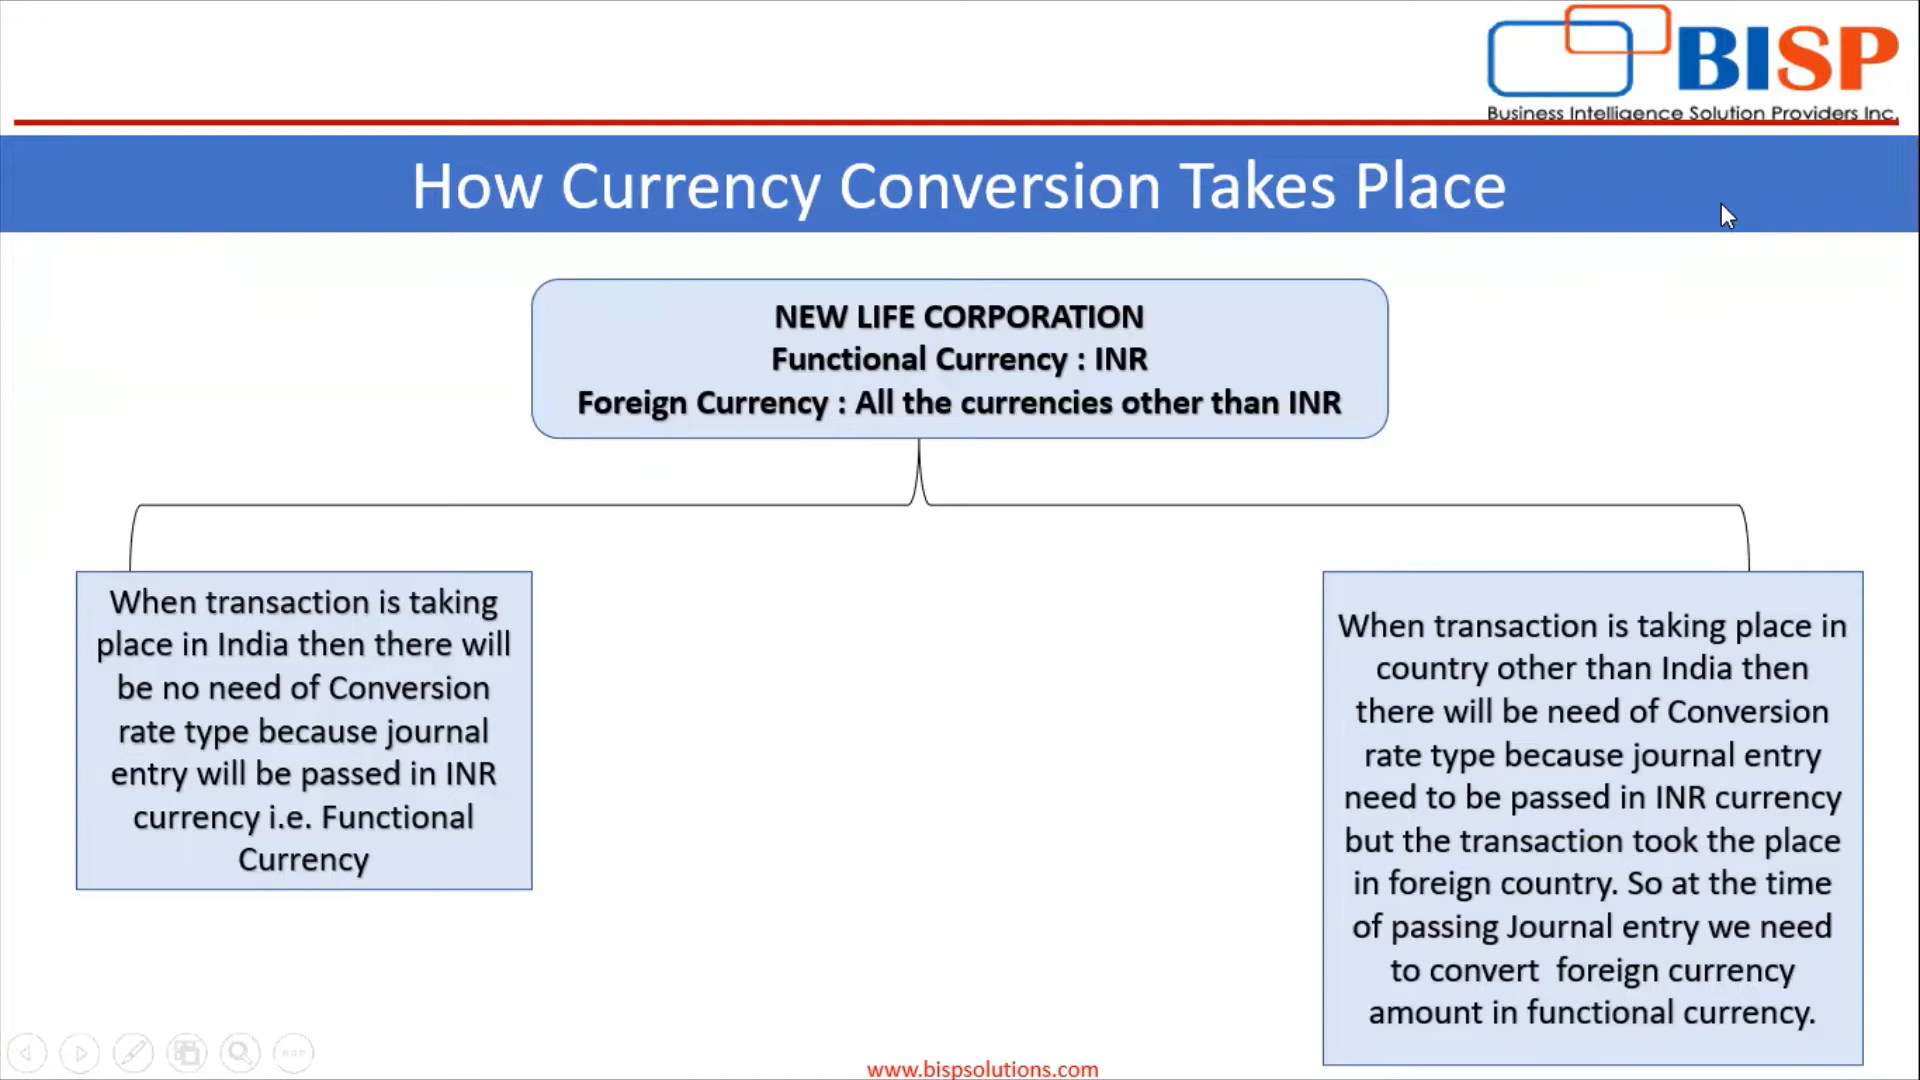 BISP
Business Intelligence Solution Providers Inc.
How Currency Conversion Takes Place
NEW LIFE CORPORATION
Functional Currency : INR
Foreign Currency : All the currencies other than INR
When transaction is taking
place in India then there will
be no need of Conversion
rate type because journal
entry will be passed in INR
currency i.e. Functional
Currency
When transaction is taking place in
country other than India then
there will be need of Conversion
rate type because journal entry
need to be passed in INR currency
but the transaction took the place
in foreign country. So at the time
of passing Journal entry we need
to convert  foreign currency
amount in functional currency.
www.bispsolutions.com